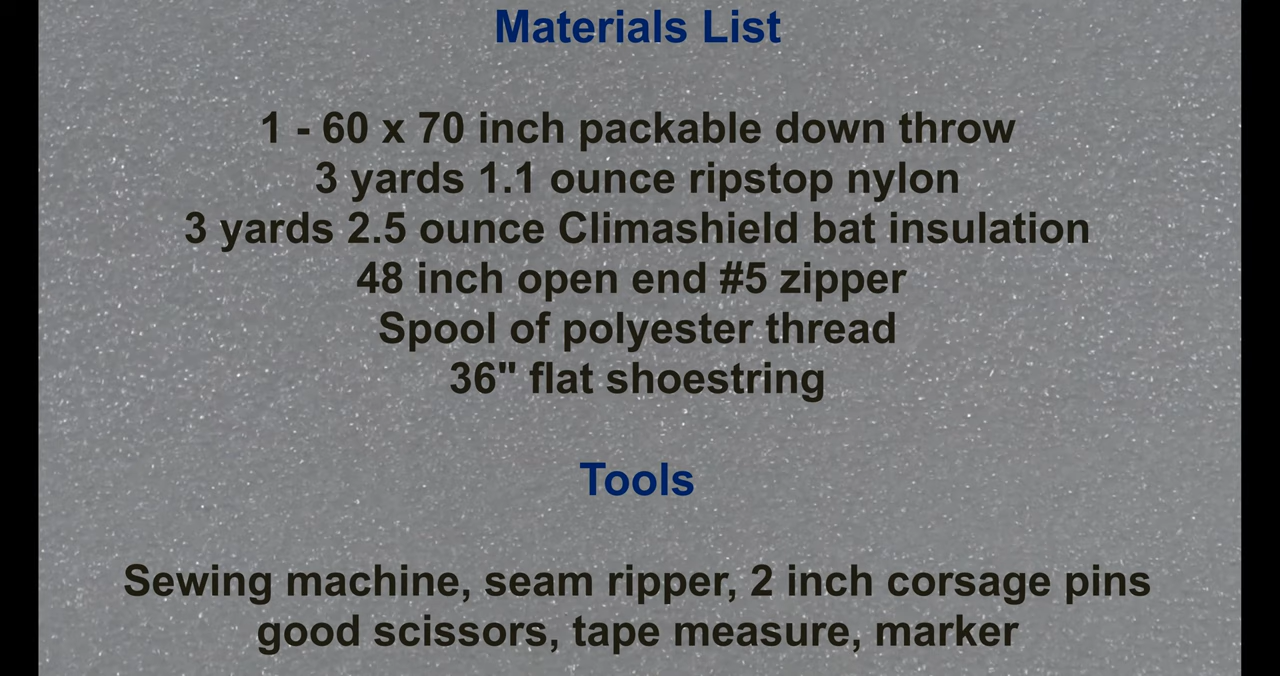 Materials List
1 - 60 x 70 inch packable down throw
3 yards 1.1 ounce ripstop nylon
3 yards 2.5 ounce Climashield bat insulation
48 inch open end #5 zipper
Spool of polyester thread
36" flat shoestring
Tools
Sewing machine, seam ripper, 2 inch corsage pins
good scissors, tape measure, marker